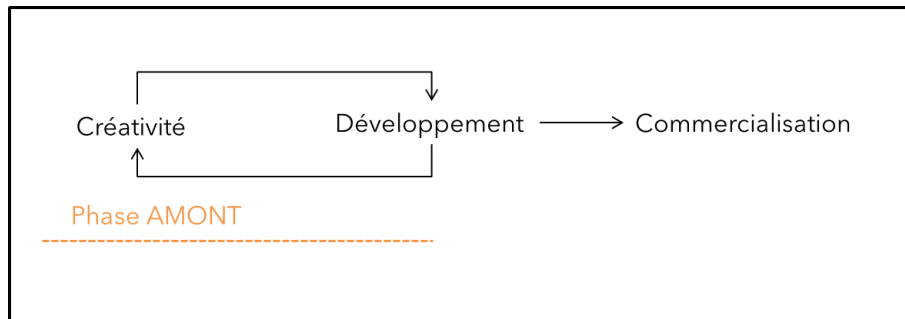 Créativité
Développement
Commercialisation
Phase AMONT